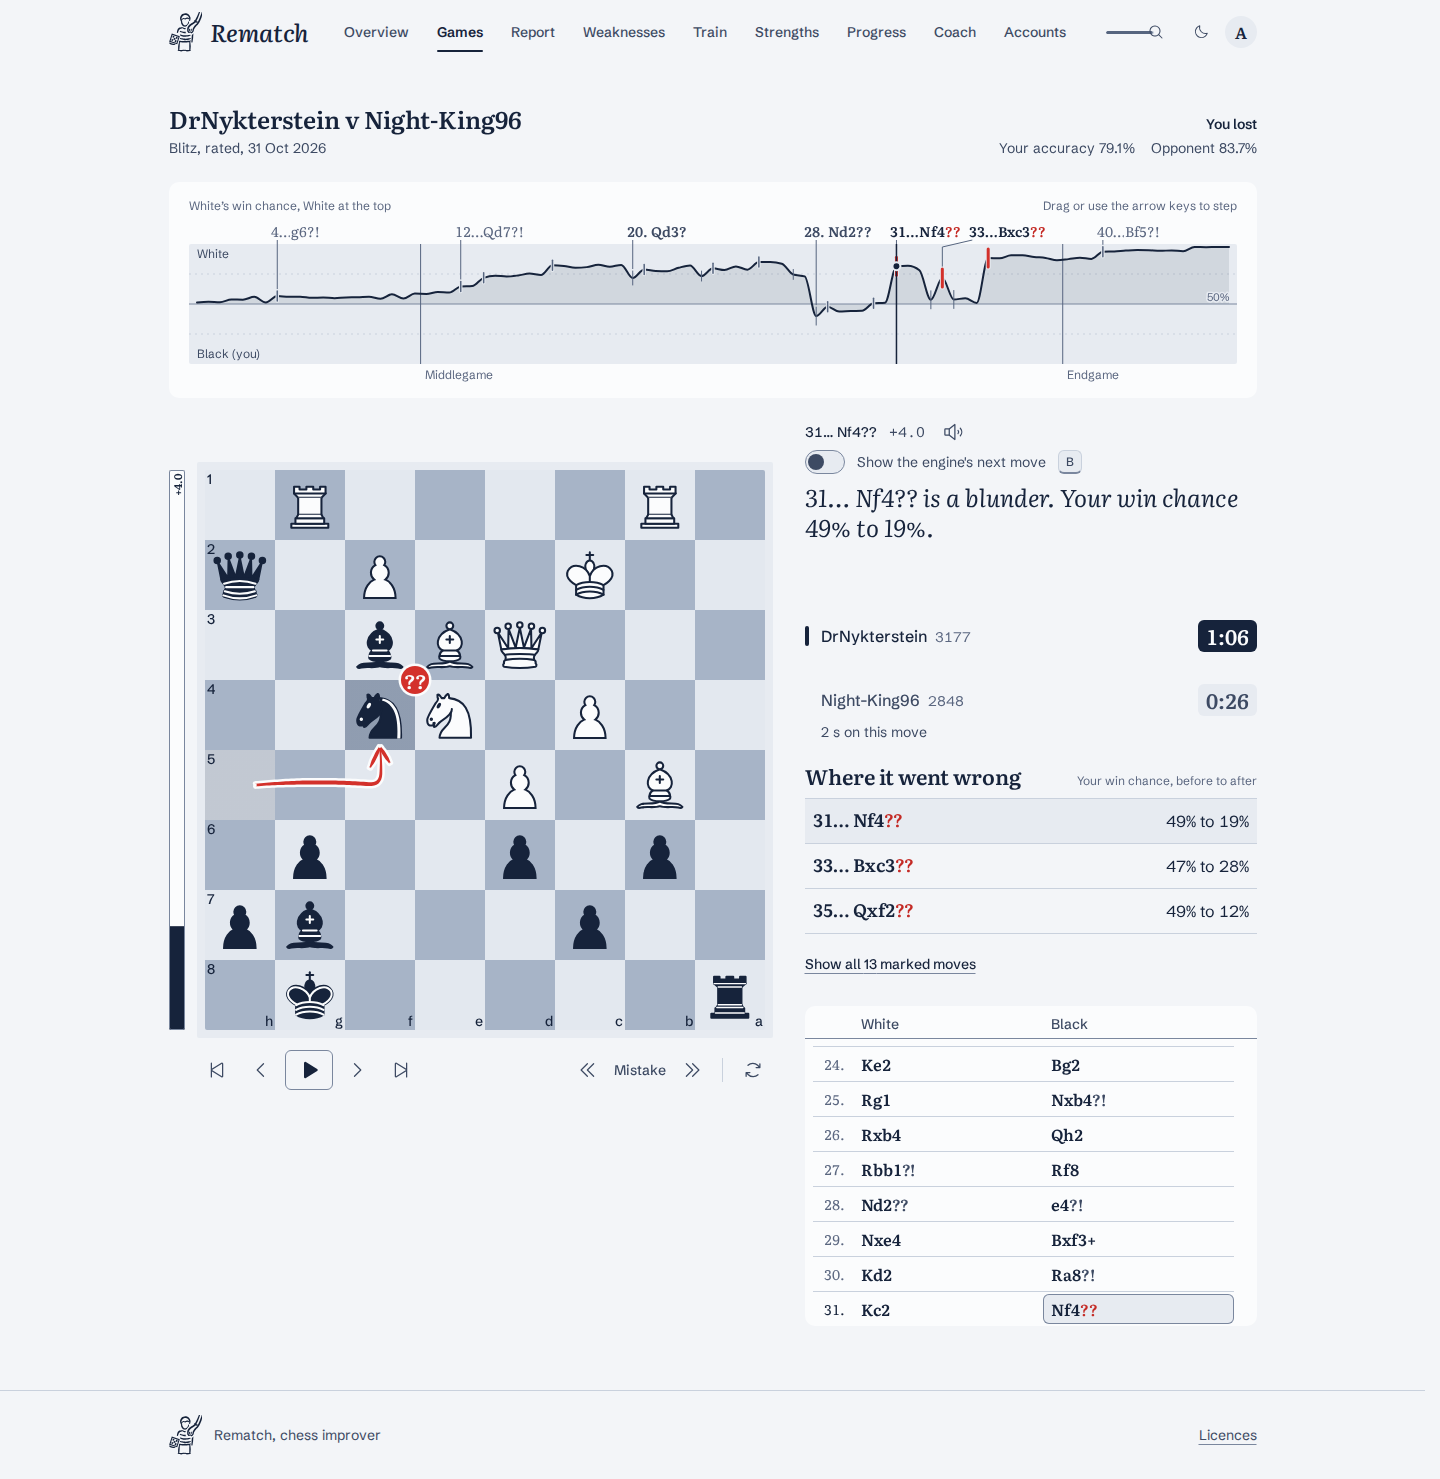 Rematch Overview Games Report Weaknesses Train Strengths Progress Coach Accounts A
DrNykterstein v Night-King96
You lost
Blitz, rated, 31 Oct 2026
Your accuracy 79.1% Opponent 83.7%
White's win chance, White at the top
Drag or use the arrow keys to step
4…g6?! 12…Qd7?! 20. Qd3? 28. Nd2?? 31…Nf4?? 33…Bxc3?? 40…Bf5?!
White
50%
Black (you)
Middlegame Endgame
31... Nf4?? +4.0
Show the engine's next move B
31... Nf4?? is a blunder. Your win chance
49% to 19%.
+4.0
1
2
3
??
4
5
6
7
8
h g f e d c b a
Mistake
DrNykterstein 3177 1:06
Night-King96 2848 0:26
2 s on this move
Where it went wrong
Your win chance, before to after
31... Nf4?? 49% to 19%
33... Bxc3?? 47% to 28%
35... Qxf2?? 49% to 12%
Show all 13 marked moves
White Black
24. Ke2 Bg2
25. Rg1 Nxb4?!
26. Rxb4 Qh2
27. Rbb1?! Rf8
28. Nd2?? e4?!
29. Nxe4 Bxf3+
30. Kd2 Ra8?!
31. Kc2 Nf4??
Rematch, chess improver
Licences